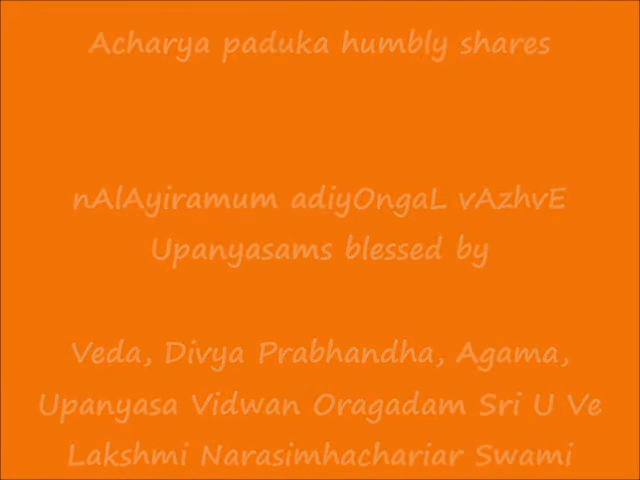 Acharya paduka humbly shares
nAlAyiramum adiyOngaL vAzhvE
Upanyasams blessed by
Veda, Divya Prabhandha, Agama,
Upanyasa Vidwan Oragadam Sri U Ve
Lakshmi Narasimhachariar Swami